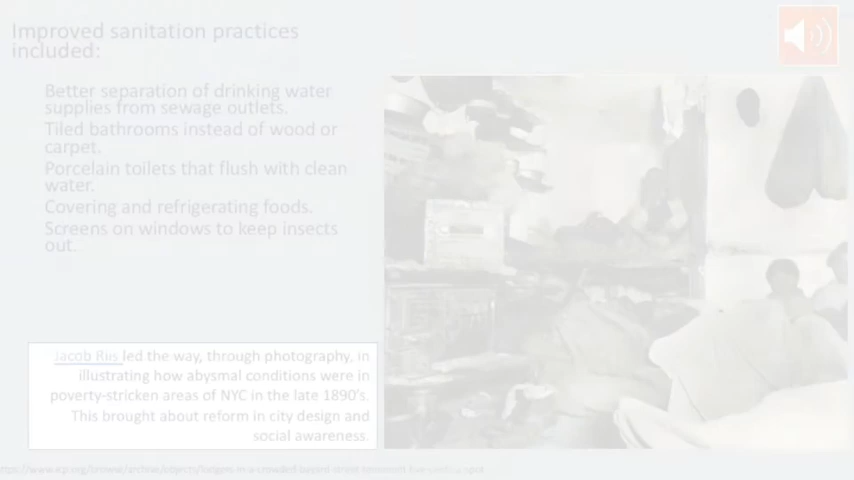 Improved sanitation practices
included:
Better separation of drinking water
supplies from sewage outlets.
Tiled bathrooms instead of wood or
carpet.
Porcelain toilets that flush with clean
water.
Covering and refrigerating foods.
Screens on windows to keep insects
out.
Jacob Riis led the way, through photography, in
illustrating how abysmal conditions were in
poverty-stricken areas of NYC in the late 1890's.
This brought about reform in city design and
social awareness.